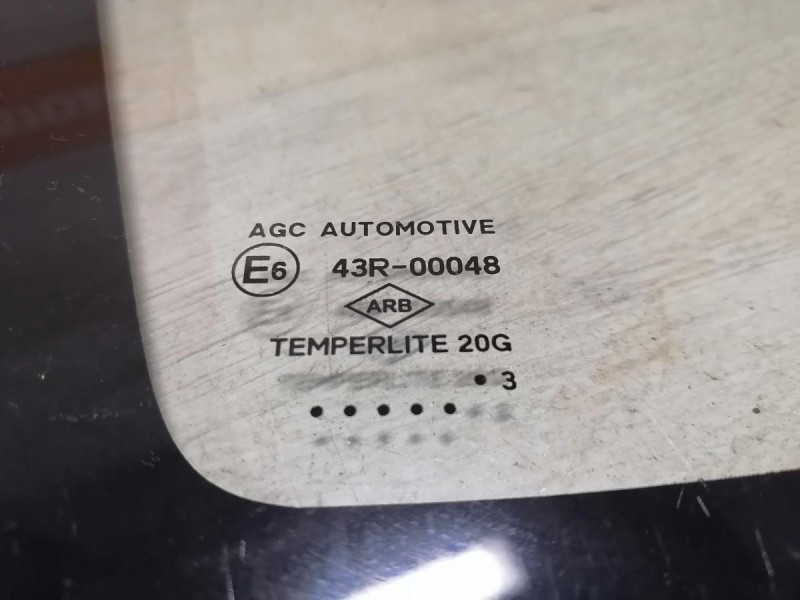 AGC AUTOMOTIVE
E6 43R-00048
ARB
TEMPERLITE 20G
• 3
• • • • •